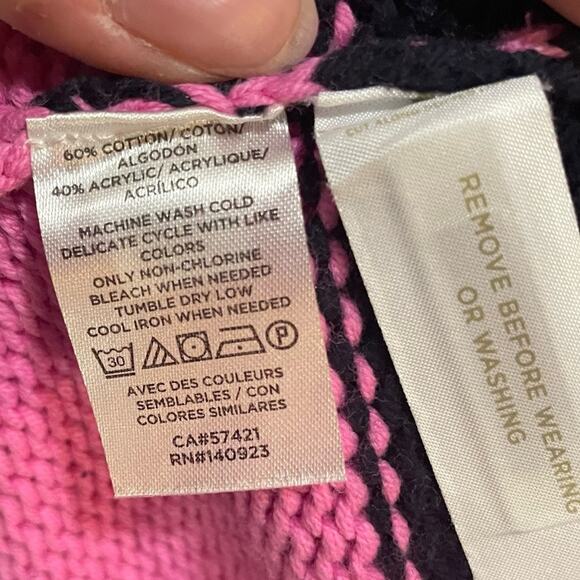 60% COTTON/ COTON/
ALGODÓN
40% ACRYLIC/ ACRYLIQUE/
ACRÍLICO
MACHINE WASH COLD
DELICATE CYCLE WITH LIKE
COLORS
ONLY NON-CHLORINE
BLEACH WHEN NEEDED
TUMBLE DRY LOW
COOL IRON WHEN NEEDED
30
P
AVEC DES COULEURS
SEMBLABLES / CON
COLORES SIMILARES
CA#57421
RN#140923
CUT ALONG
REMOVE BEFORE WEARING
OR WASHING